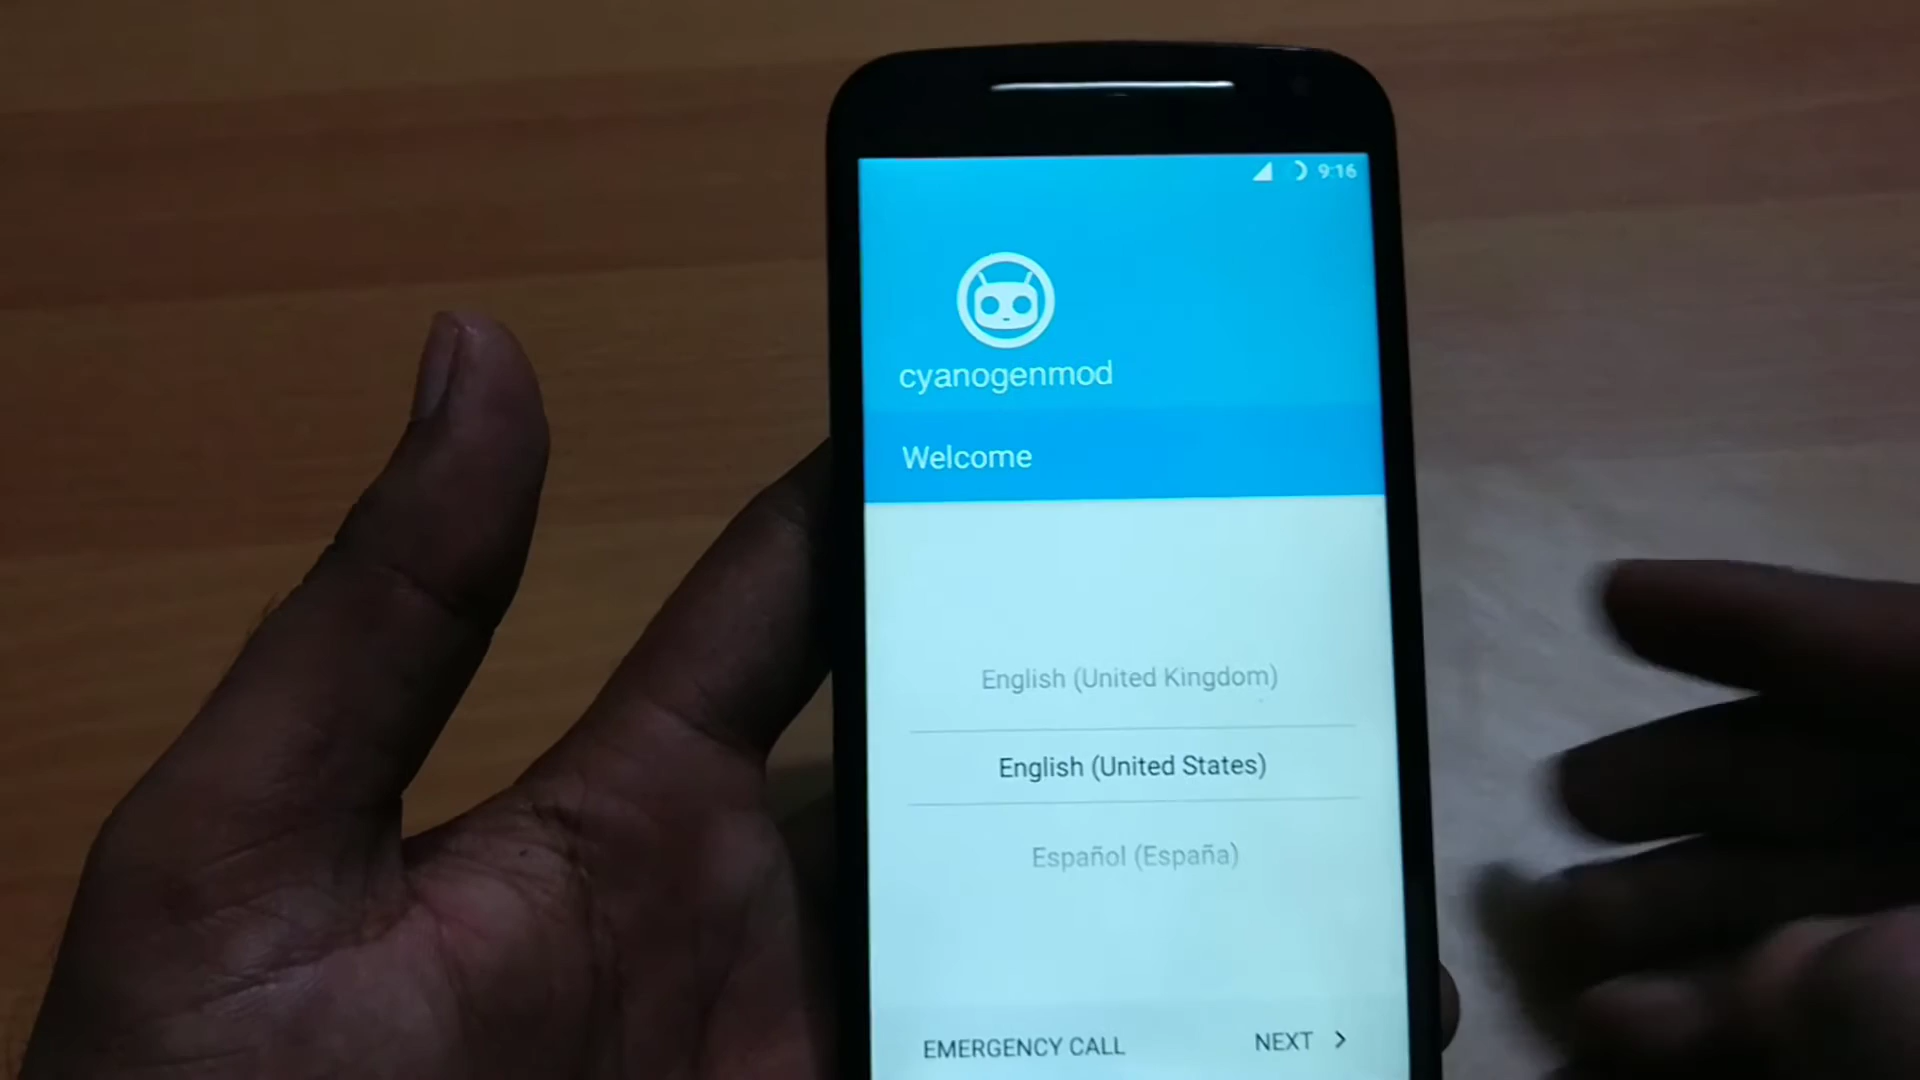 9:16
cyanogenmod
Welcome
English (United Kingdom)
English (United States)
Español (España)
EMERGENCY CALL
NEXT